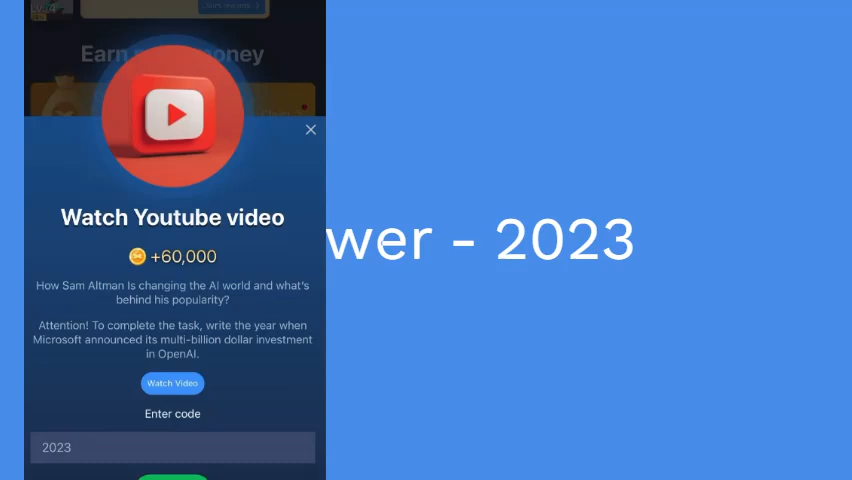 Earn money
Watch Youtube video
+60,000
How Sam Altman Is changing the AI world and what's
behind his popularity?
Attention! To complete the task, write the year when
Microsoft announced its multi-billion dollar investment
in OpenAI.
Watch Video
Enter code
2023
wer - 2023